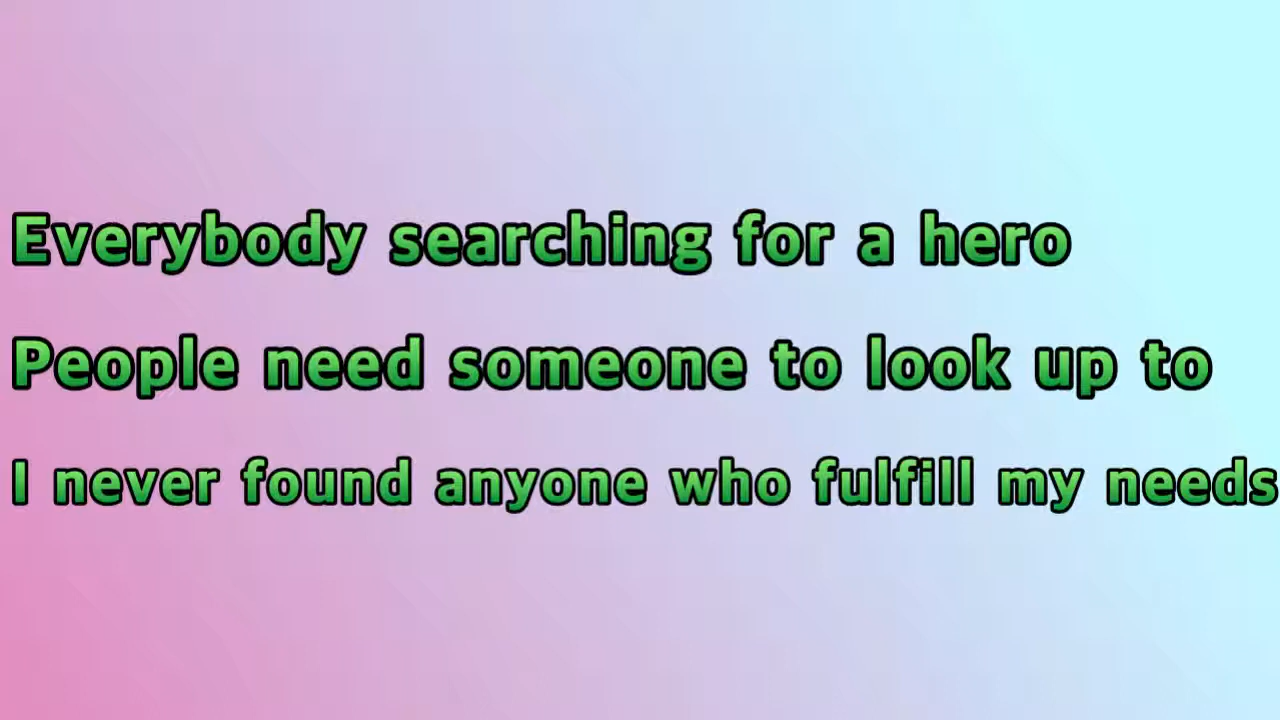 Everybody searching for a hero
People need someone to look up to
I never found anyone who fulfill my needs